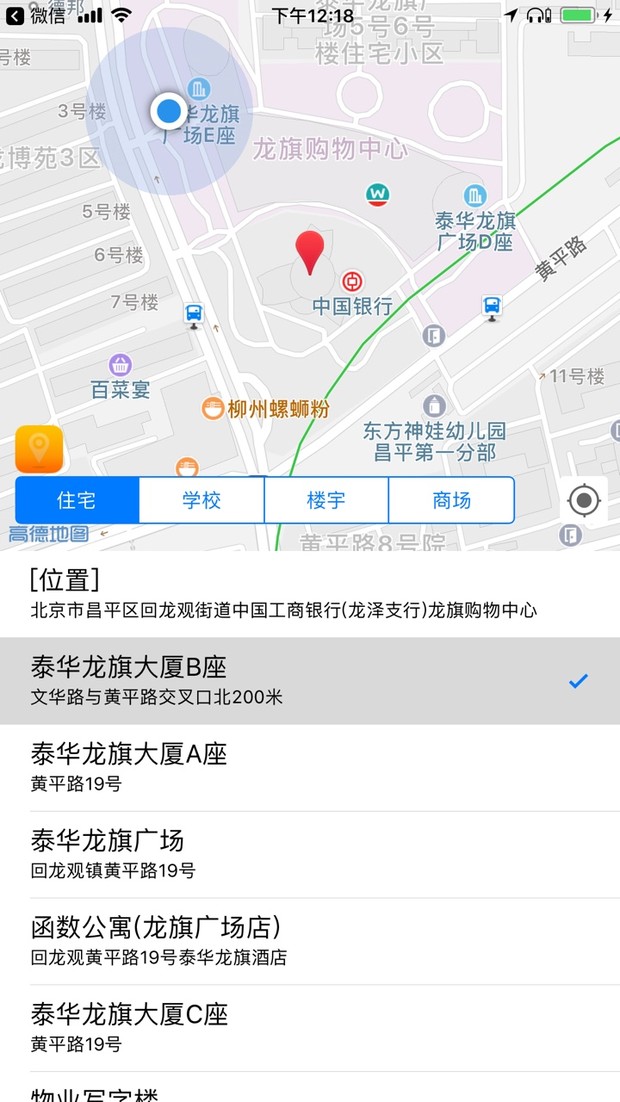 微信
下午12:18
场5号6号
楼住宅小区
号楼
3号楼
华龙旗
广场E座
龙旗购物中心
龙博苑3区
5号楼
泰华龙旗
广场D座
6号楼
黄平路
7号楼
中国银行
百菜宴
11号楼
柳州螺蛳粉
东方神娃幼儿园
昌平第一分部
住宅
学校
楼宇
商场
高德地图
黄平路8号院
[位置]
北京市昌平区回龙观街道中国工商银行(龙泽支行)龙旗购物中心
泰华龙旗大厦B座
文华路与黄平路交叉口北200米
泰华龙旗大厦A座
黄平路19号
泰华龙旗广场
回龙观镇黄平路19号
函数公寓(龙旗广场店)
回龙观黄平路19号泰华龙旗酒店
泰华龙旗大厦C座
黄平路19号
物业写字楼